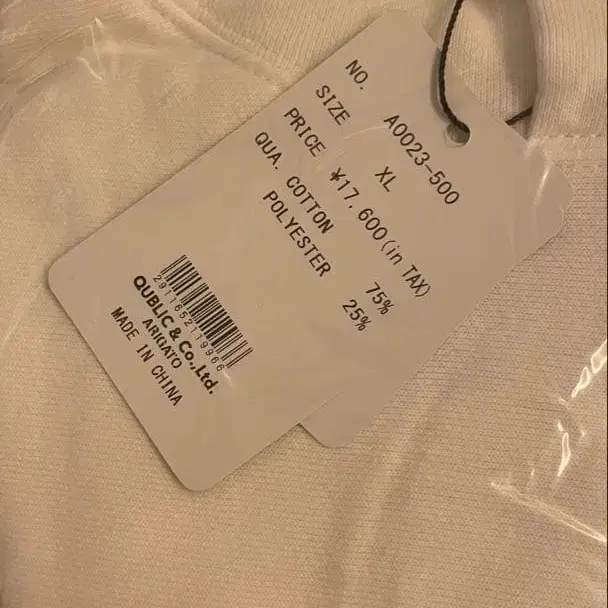 NO. A0023-500
SIZE XL
PRICE ¥17,600(in TAX)
QUA. COTTON 75%
POLYESTER 25%
2911652119966
QUBLIC & Co.,Ltd.
ARIGATO
MADE IN CHINA